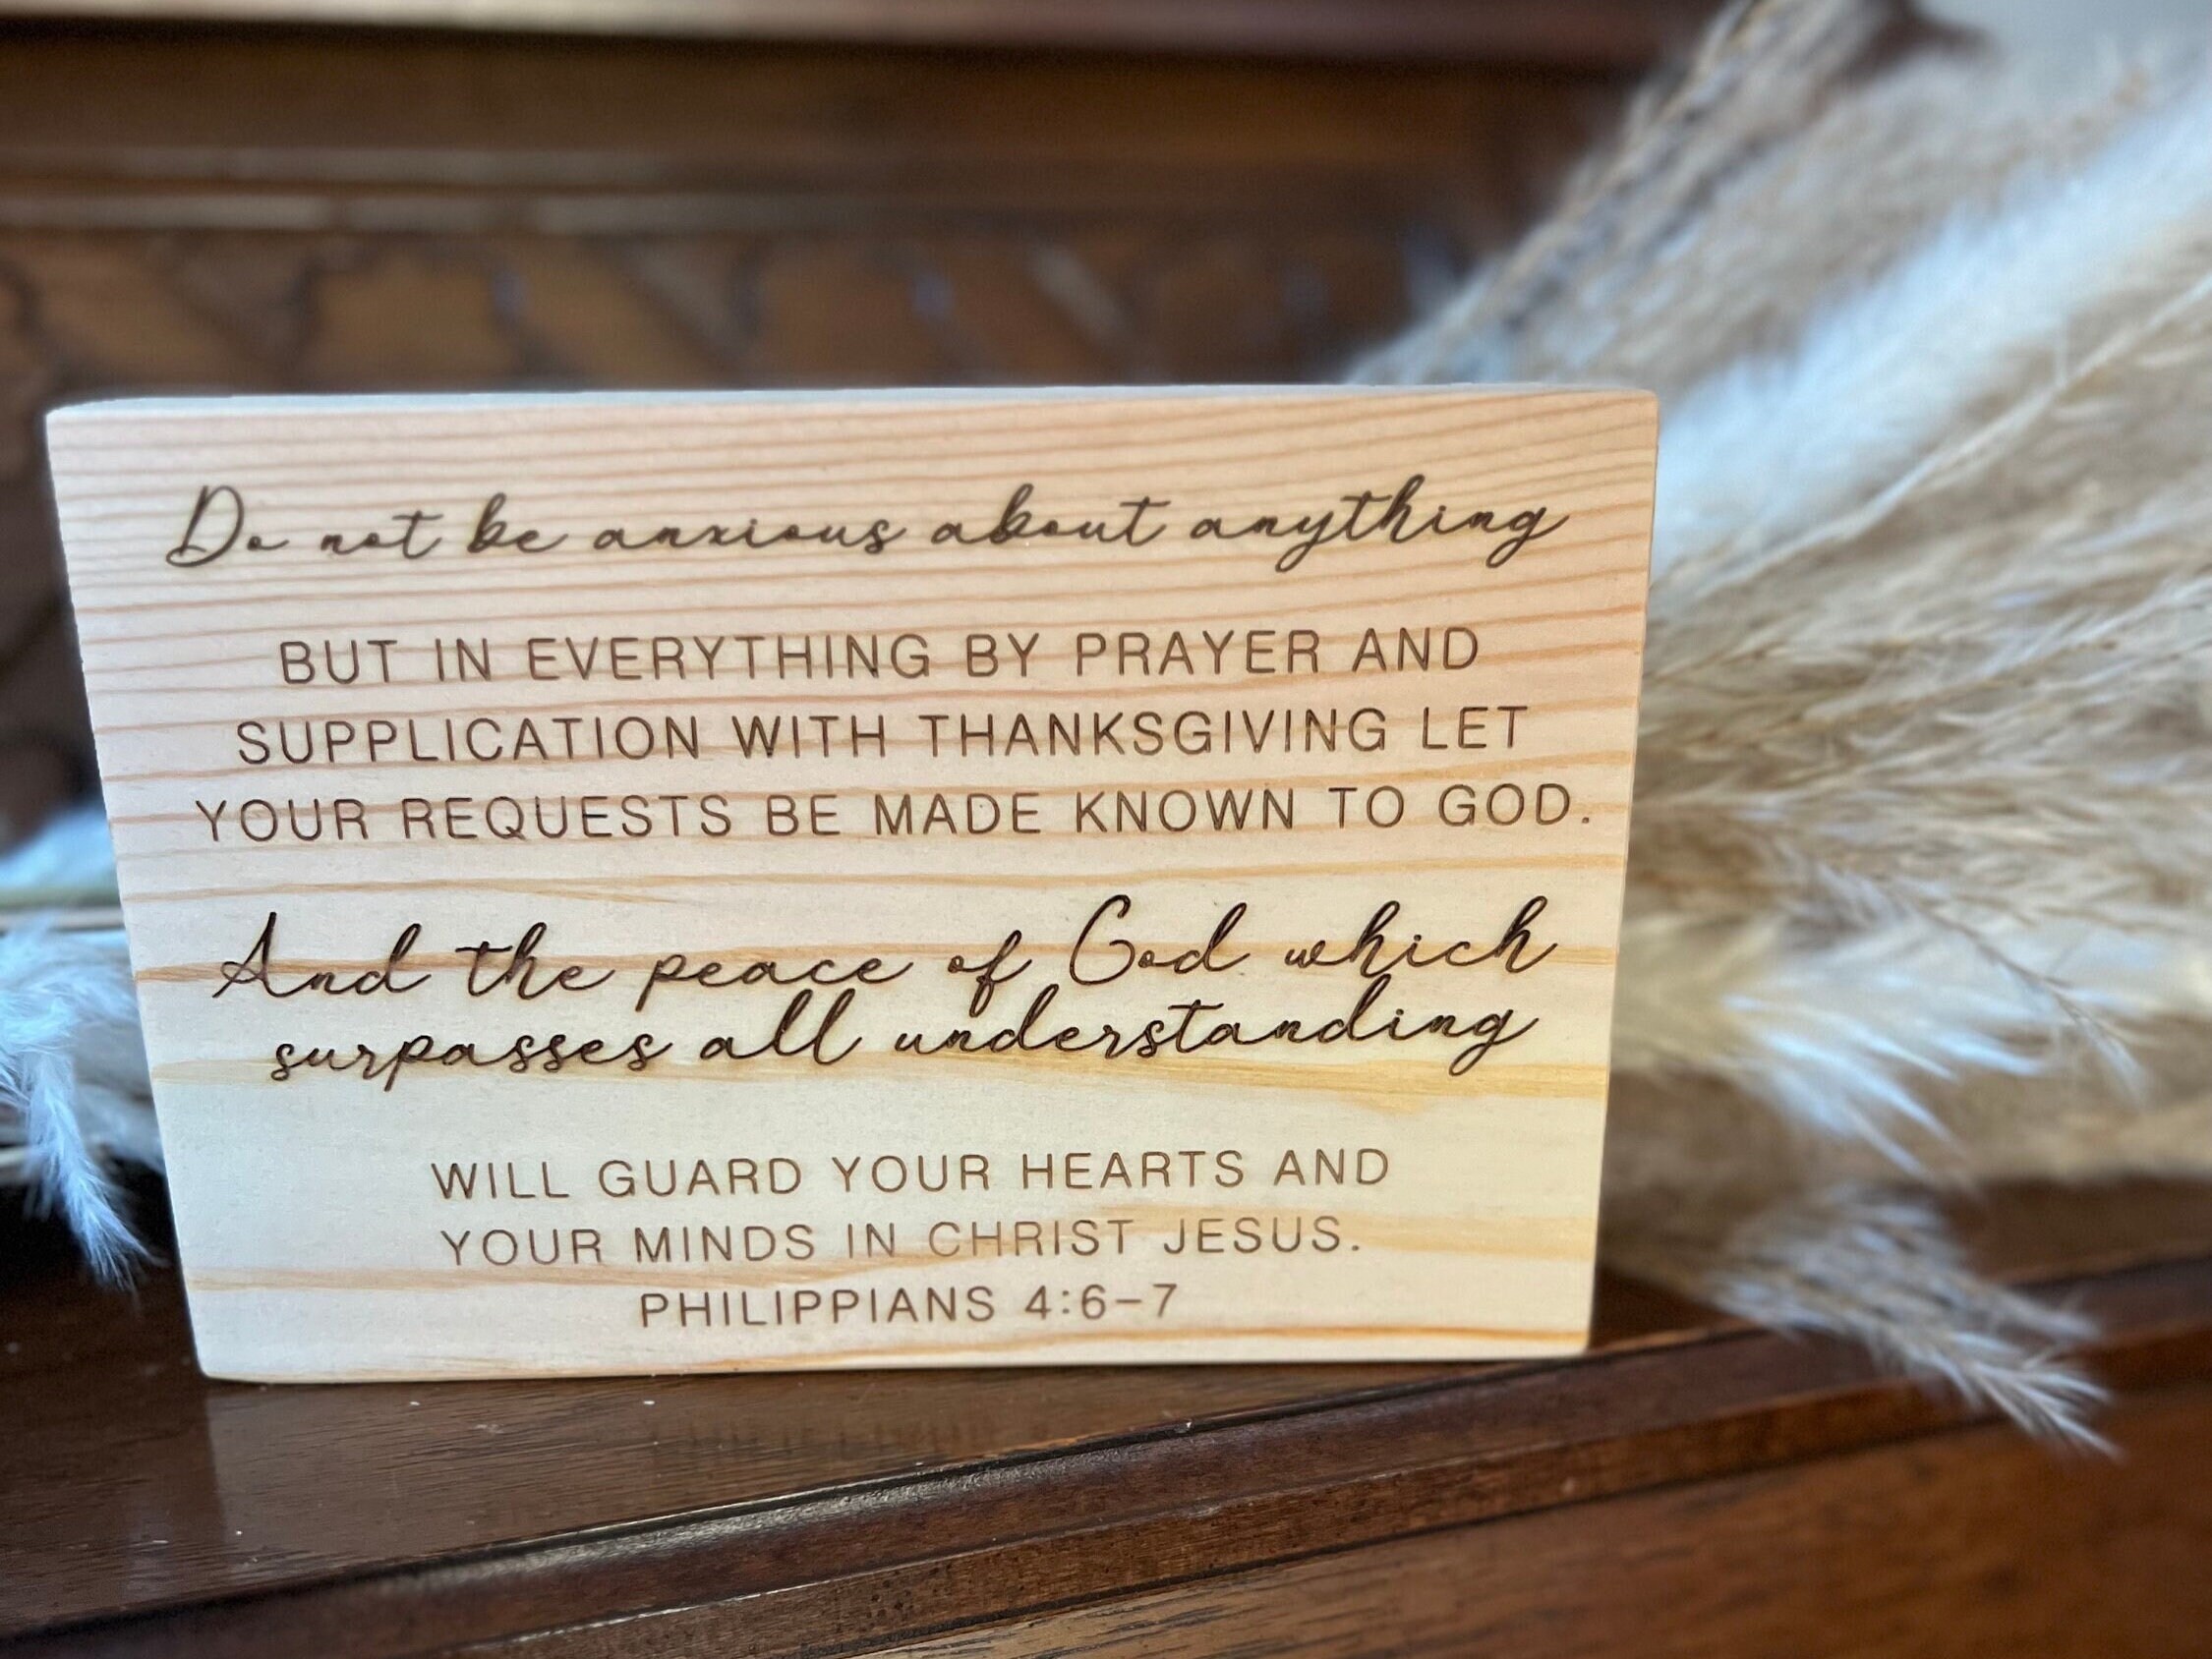 Do not be anxious about anything
BUT IN EVERYTHING BY PRAYER AND
SUPPLICATION WITH THANKSGIVING LET
YOUR REQUESTS BE MADE KNOWN TO GOD.
And the peace of God which
surpasses all understanding
WILL GUARD YOUR HEARTS AND
YOUR MINDS IN CHRIST JESUS.
PHILIPPIANS 4:6-7